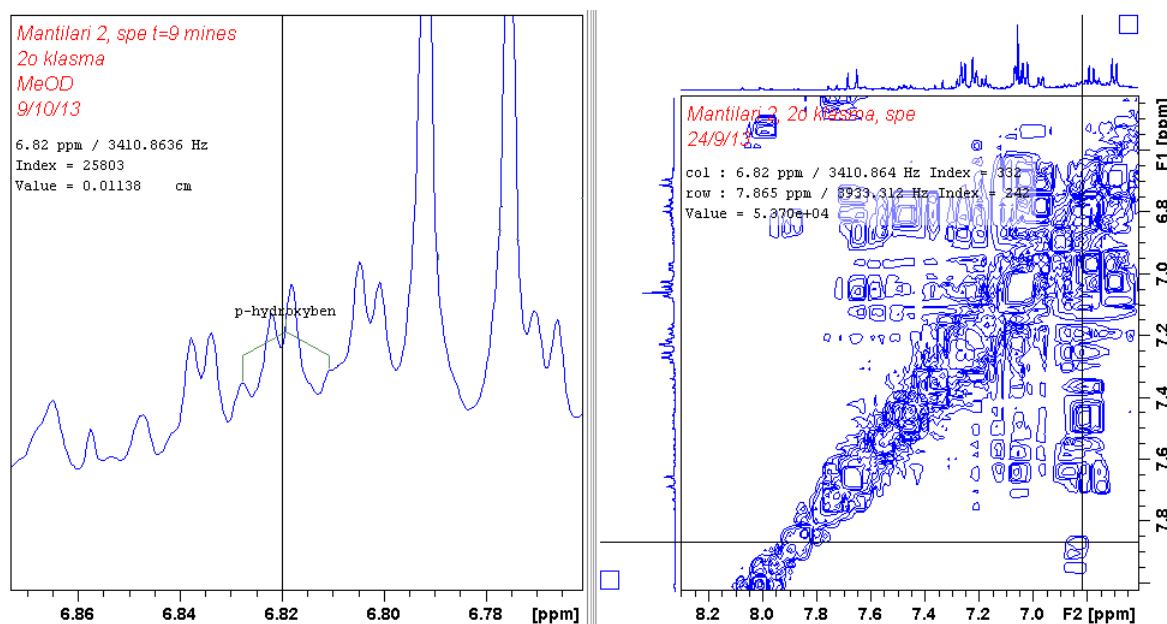 Mantilari 2, spe t=9 mines
2o klasma
MeOD
9/10/13
6.82 ppm / 3410.8636 Hz
Index = 25803
Value = 0.01138 cm
p-hydroxyben
6.86 6.84 6.82 6.80 6.78 [ppm]
Mantilari 2, 2o klasma, spe
24/9/13
col : 6.82 ppm / 3410.864 Hz Index = 332
row : 7.865 ppm / 3933.312 Hz Index = 242
Value = 5.370e+04
F1 [ppm]
6.8
7.0
7.2
7.4
7.6
7.8
8.2 8.0 7.8 7.6 7.4 7.2 7.0 F2 [ppm]